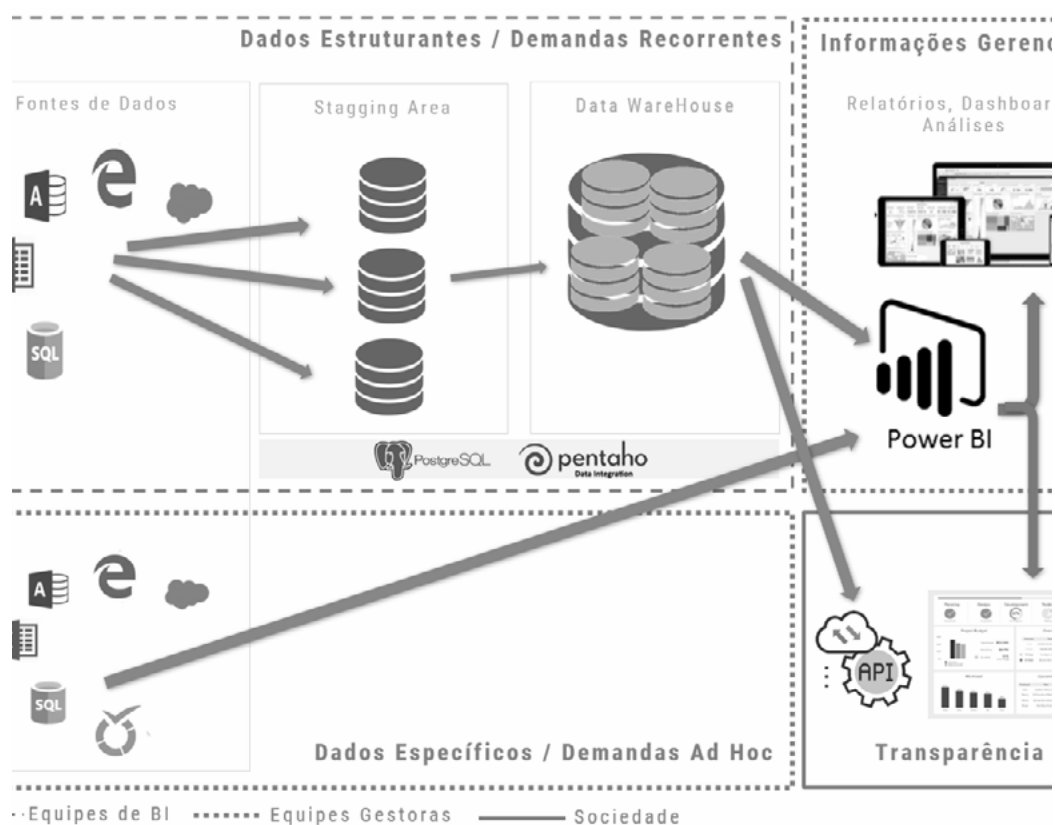 Dados Estruturantes / Demandas Recorrentes
Informações Gerenc
Fontes de Dados
Stagging Area
Data WareHouse
Relatórios, Dashboar
Análises
A
SQL
PostgreSQL
pentaho
Data Integration
Power BI
A
SQL
API
Dados Específicos / Demandas Ad Hoc
Transparência
Equipes de BI
Equipes Gestoras
Sociedade